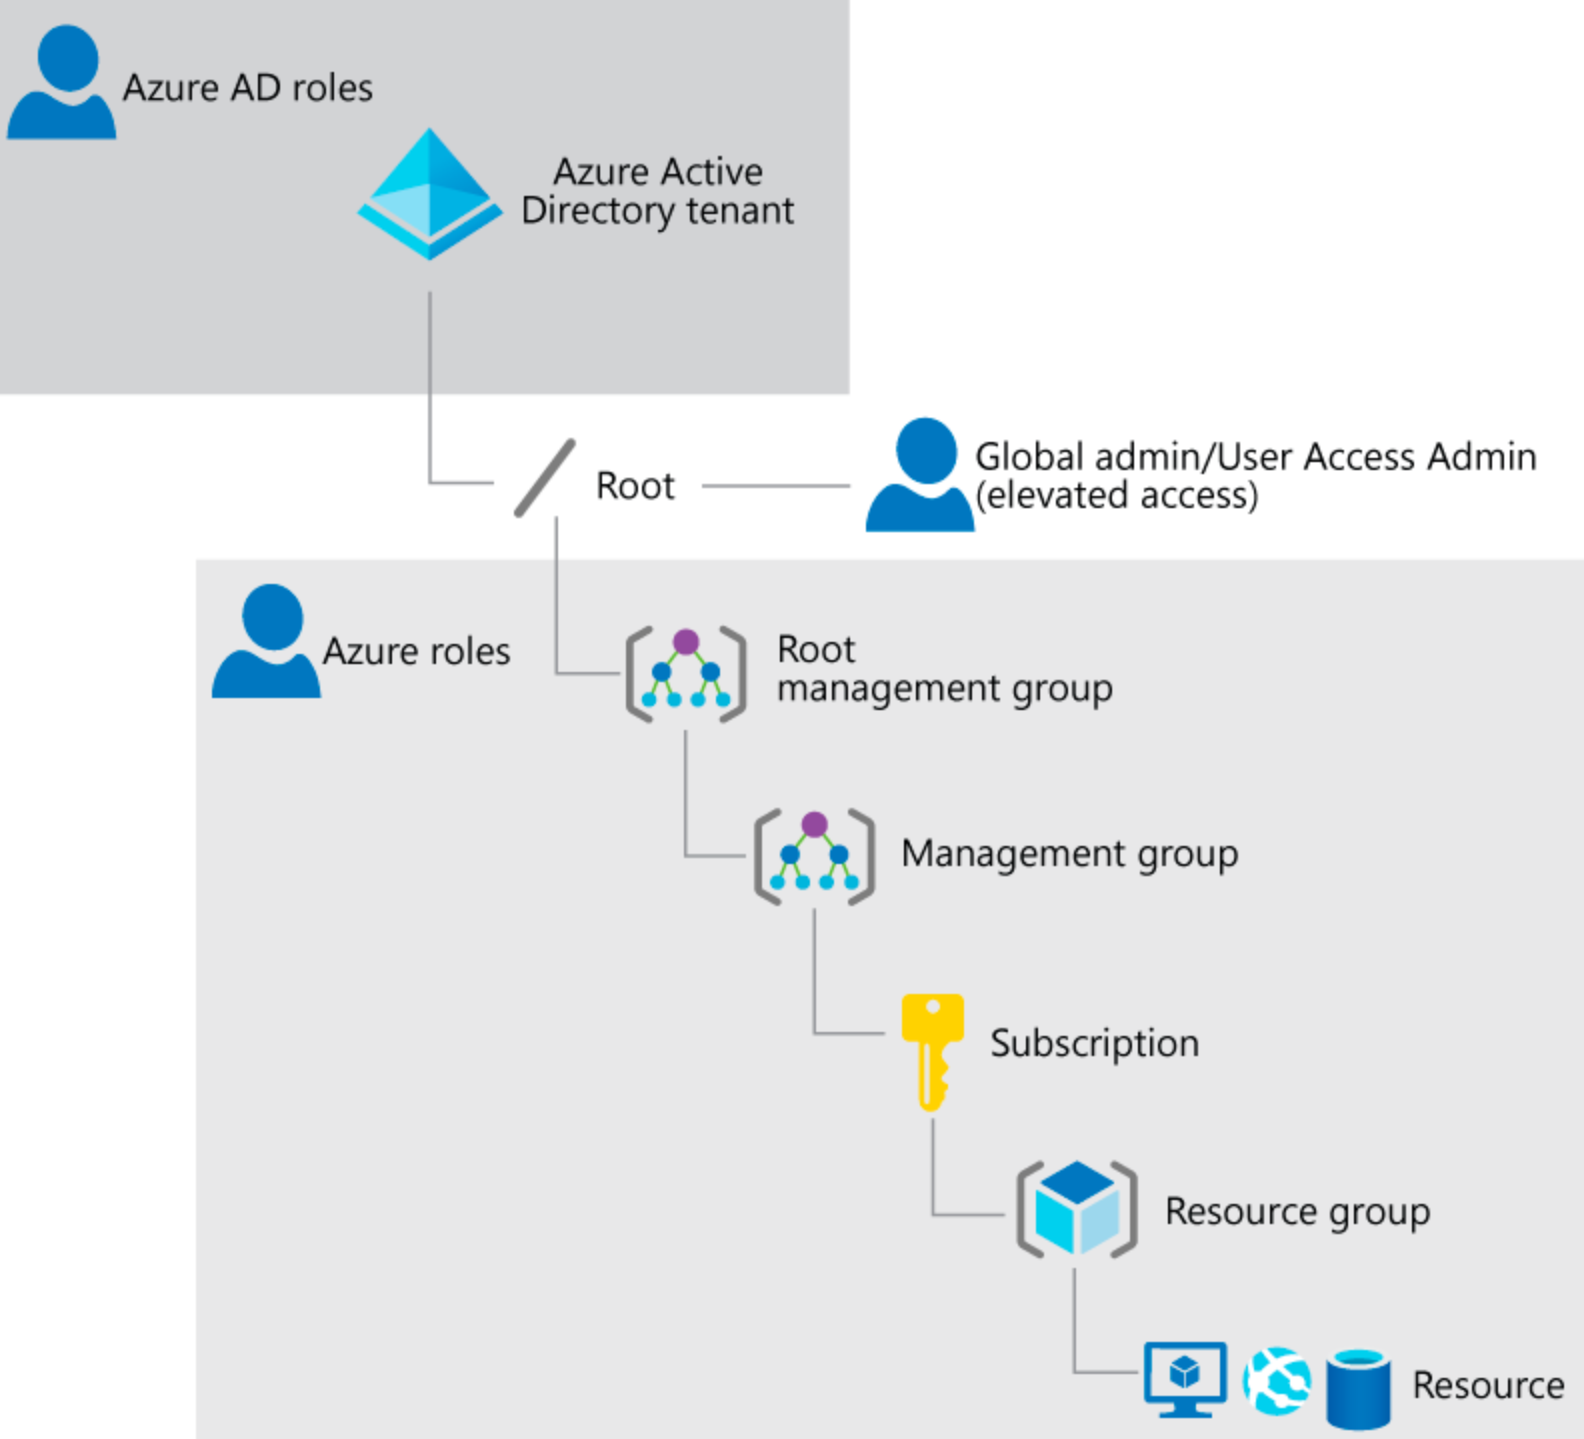 Azure AD roles
Azure Active
Directory tenant
Root
Global admin/User Access Admin
(elevated access)
Azure roles
Root
management group
Management group
Subscription
Resource group
Resource